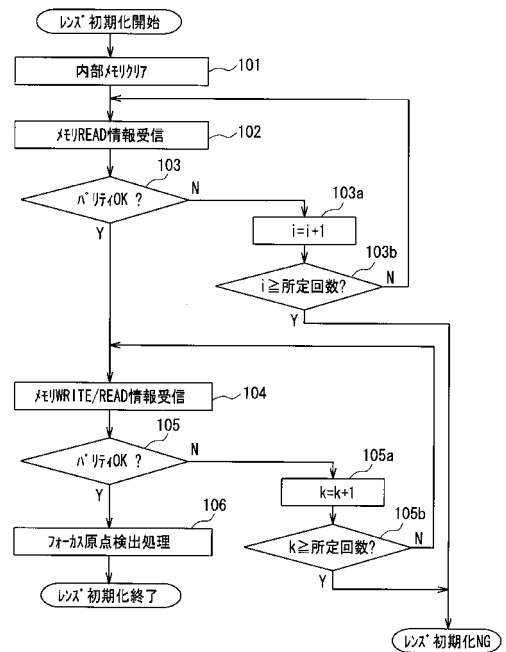 レンズ初期化開始
内部メモリクリア
101
メモリREAD情報受信
102
103
パリティOK ?
N
Y
103a
i=i+1
103b
i≧所定回数?
N
Y
メモリWRITE/READ情報受信
104
105
パリティOK ?
N
Y
105a
k=k+1
105b
k≧所定回数?
N
Y
106
フォーカス原点検出処理
レンズ初期化終了
レンズ初期化NG